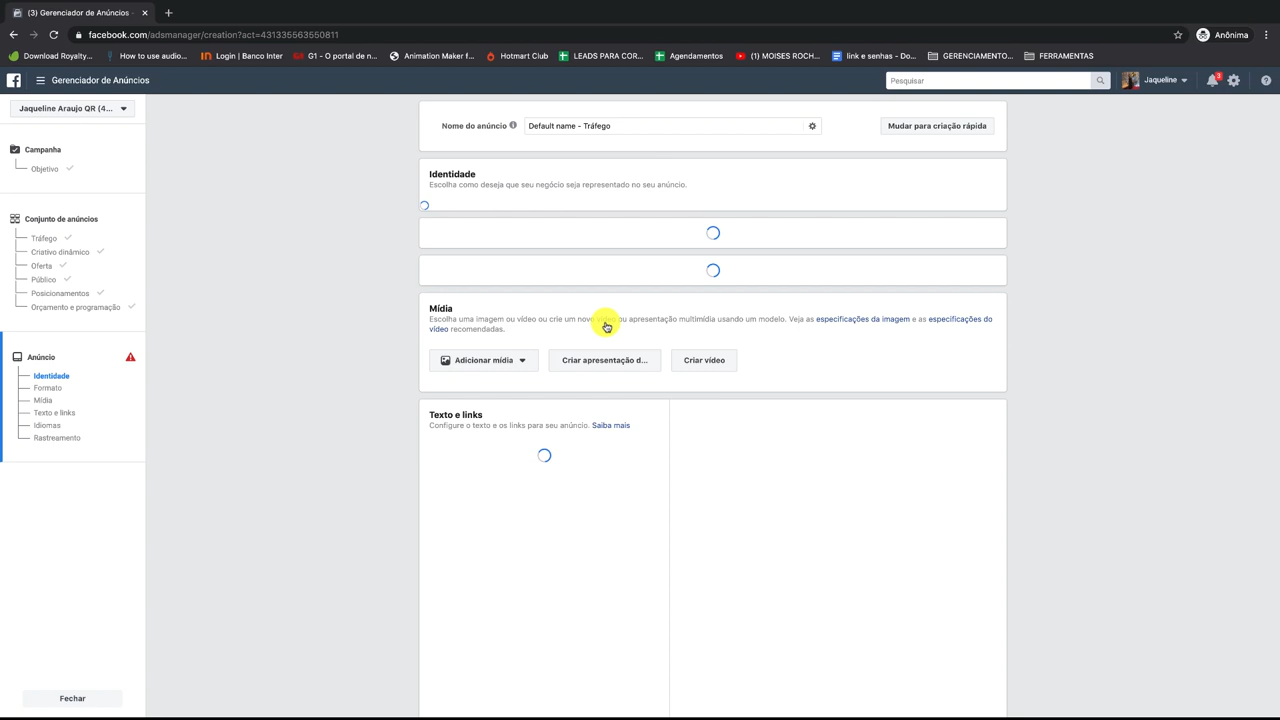 (3) Gerenciador de Anúncios
facebook.com/adsmanager/creation?act=431335563550811
Anônima
Download Royalty...
How to use audio...
Login | Banco Inter
G1 - O portal de n...
Animation Maker f...
Hotmart Club
LEADS PARA COR...
Agendamentos
(1) MOISES ROCH...
link e senhas - Do...
GERENCIAMENTO...
FERRAMENTAS
Gerenciador de Anúncios
Pesquisar
Jaqueline
3
Jaqueline Araujo QR (4...
Campanha
Objetivo
Conjunto de anúncios
Tráfego
Criativo dinâmico
Oferta
Público
Posicionamentos
Orçamento e programação
Anúncio
Identidade
Formato
Mídia
Texto e links
Idiomas
Rastreamento
Fechar
Nome do anúncio
Default name - Tráfego
Mudar para criação rápida
Identidade
Escolha como deseja que seu negócio seja representado no seu anúncio.
Mídia
Escolha uma imagem ou vídeo ou crie um novo ou apresentação multimídia usando um modelo. Veja as especificações da imagem e as especificações do
vídeo recomendadas.
Adicionar mídia
Criar apresentação d...
Criar vídeo
Texto e links
Configure o texto e os links para seu anúncio. Saiba mais